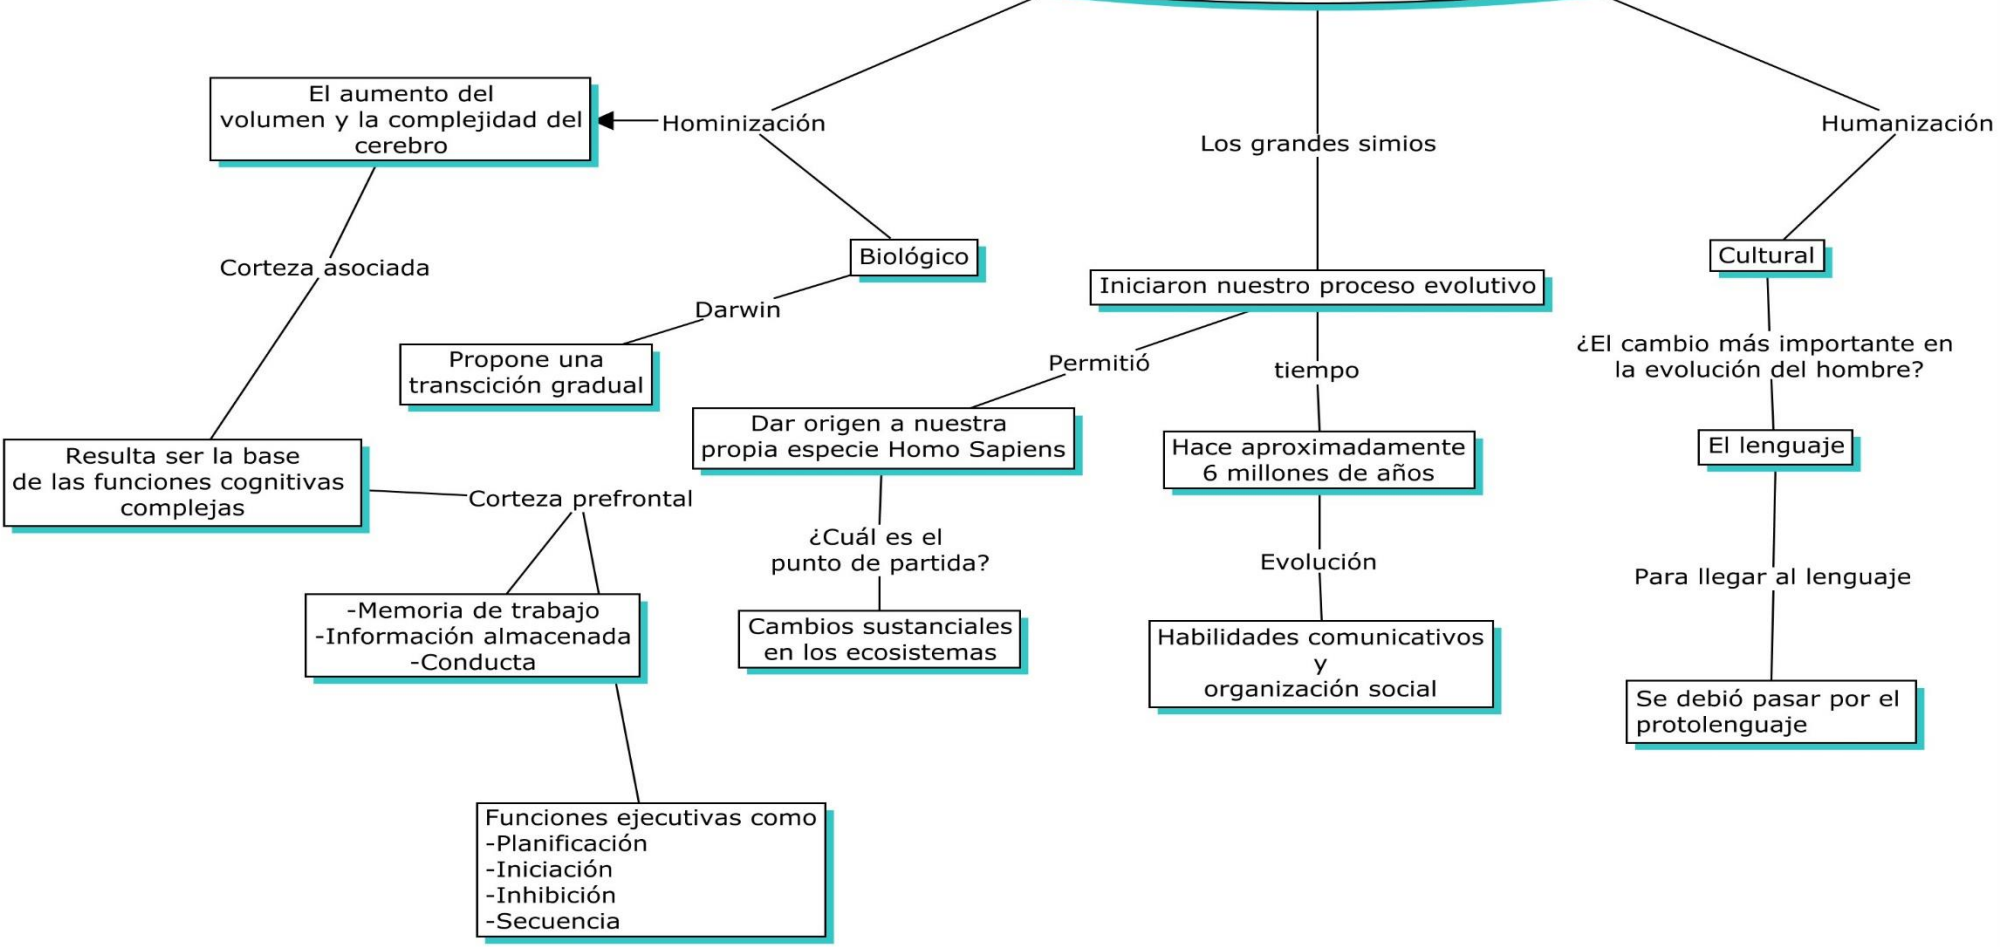 El aumento del
volumen y la complejidad del
cerebro
Hominización
Los grandes simios
Humanización
Corteza asociada
Biológico
Darwin
Propone una
transcición gradual
Iniciaron nuestro proceso evolutivo
Cultural
Permitió
tiempo
¿El cambio más importante en
la evolución del hombre?
Resulta ser la base
de las funciones cognitivas
complejas
Corteza prefrontal
Dar origen a nuestra
propia especie Homo Sapiens
Hace aproximadamente
6 millones de años
El lenguaje
¿Cuál es el
punto de partida?
Evolución
Para llegar al lenguaje
-Memoria de trabajo
-Información almacenada
-Conducta
Cambios sustanciales
en los ecosistemas
Habilidades comunicativos
y
organización social
Se debió pasar por el
protolenguaje
Funciones ejecutivas como
-Planificación
-Iniciación
-Inhibición
-Secuencia